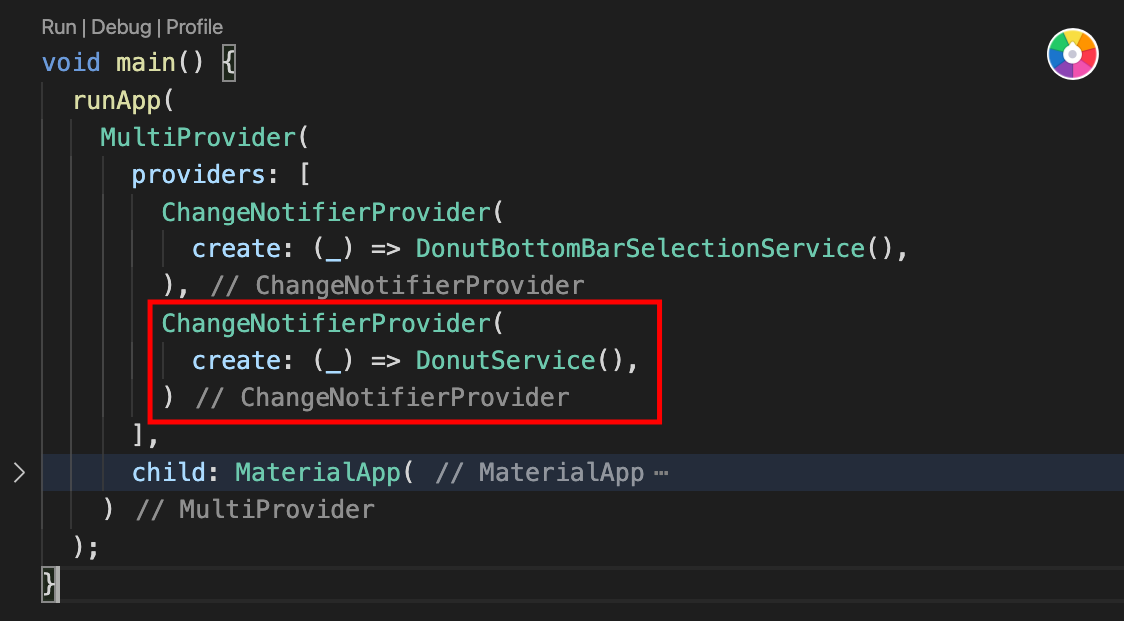 Run | Debug | Profile
void main() {
runApp(
MultiProvider(
providers: [
ChangeNotifierProvider(
create: (_) => DonutBottomBarSelectionService(),
), // ChangeNotifierProvider
ChangeNotifierProvider(
create: (_) => DonutService(),
) // ChangeNotifierProvider
],
child: MaterialApp( // MaterialApp ⋯
) // MultiProvider
);
}